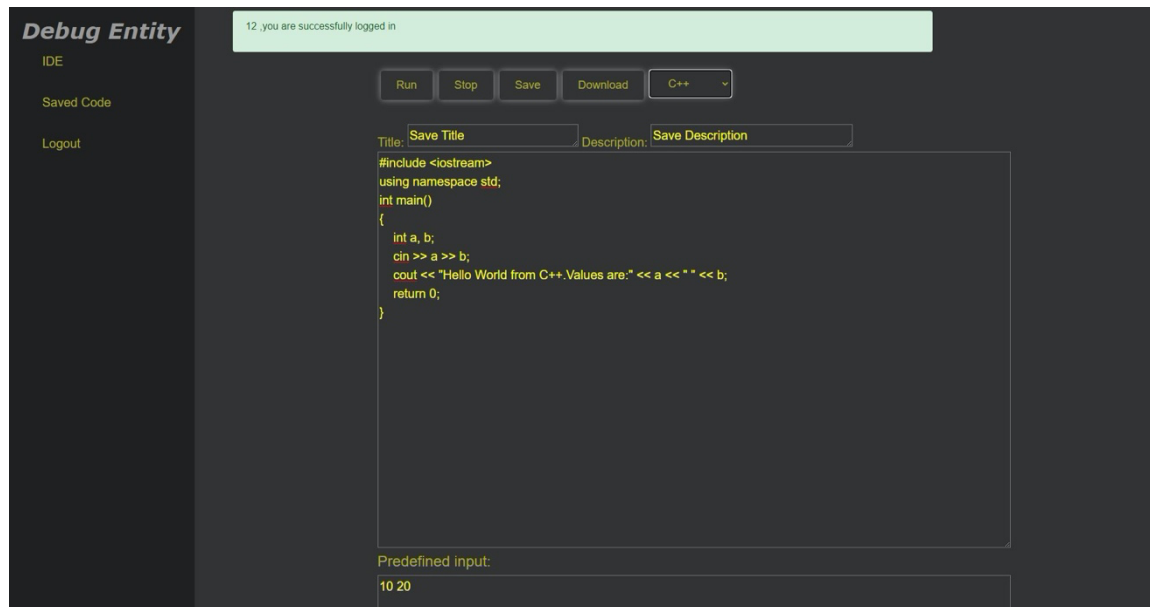 Debug Entity
IDE
Saved Code
Logout
12 ,you are successfully logged in
Run Stop Save Download C++
Title: Save Title Description: Save Description
#include <iostream>
using namespace std;
int main()
{
int a, b;
cin >> a >> b;
cout << "Hello World from C++.Values are:" << a << " " << b;
return 0;
}
Predefined input:
10 20